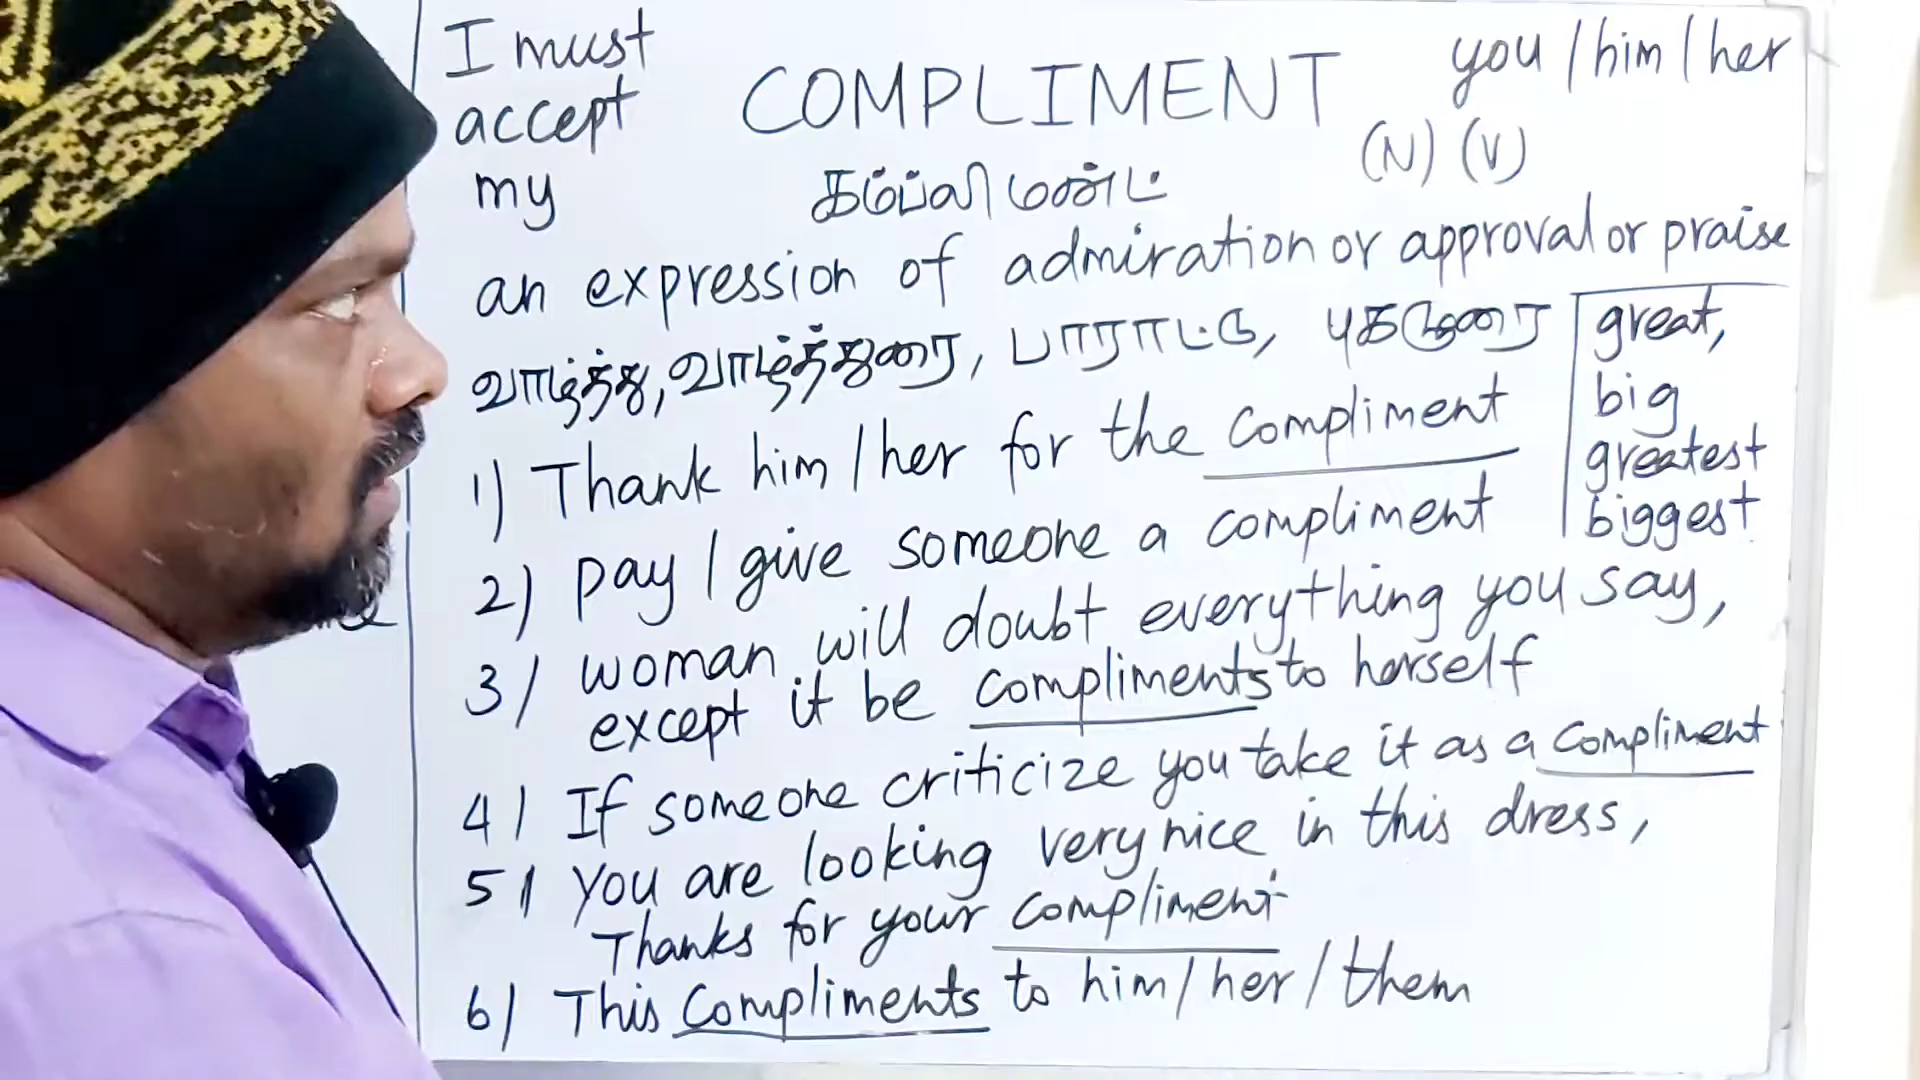 I must
accept
my
COMPLIMENT
you / him / her
(N) (V)
கம்ப்ளிமண்ட்
an expression of admiration or approval or praise
வாழ்த்து, வாழ்த்துரை, பாராட்டு, புகழுரை
great,
big
greatest
biggest
1) Thank him / her for the compliment
2) pay / give someone a compliment
3) woman will doubt everything you say,
except it be compliments to herself
4) If someone criticize you take it as a compliment
5) You are looking very nice in this dress,
Thanks for your compliment
6) This compliments to him / her / them